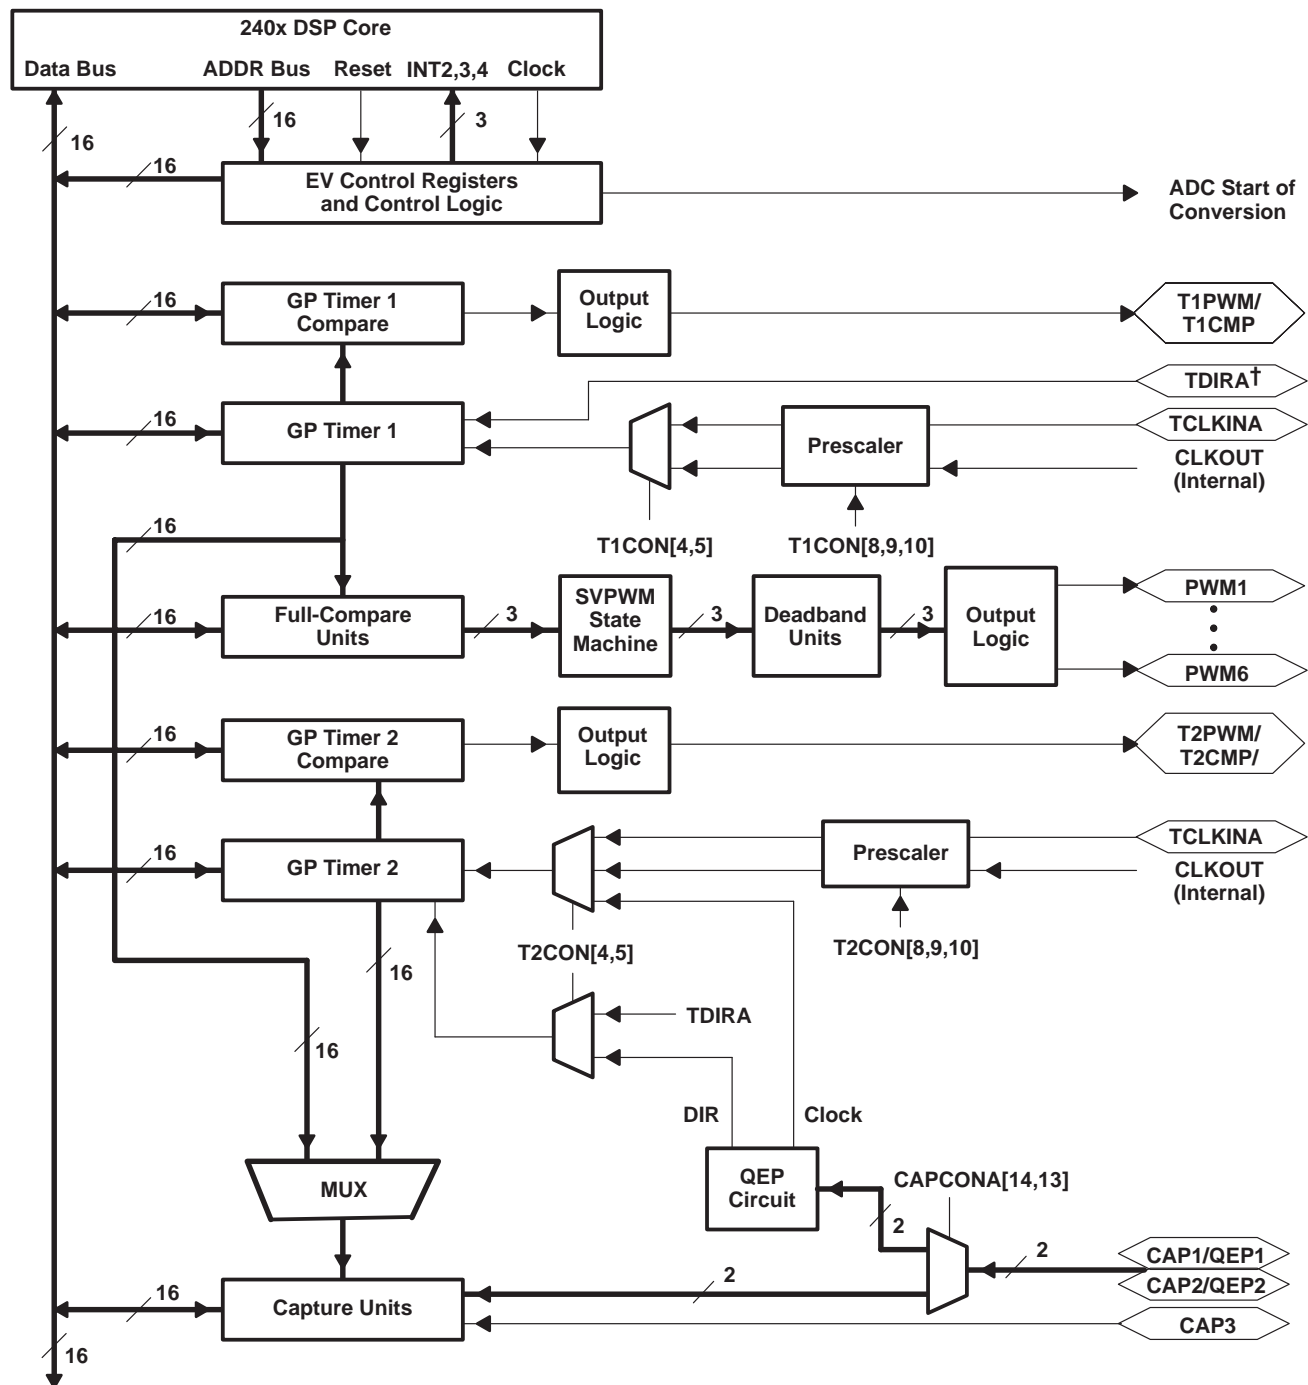 240x DSP Core
Data Bus
ADDR Bus
Reset
INT2,3,4
Clock
16
16
3
16
EV Control Registers
and Control Logic
ADC Start of
Conversion
16
GP Timer 1
Compare
Output
Logic
T1PWM/
T1CMP
TDIRA†
16
GP Timer 1
Prescaler
TCLKINA
CLKOUT
(Internal)
16
T1CON[4,5]
T1CON[8,9,10]
16
Full-Compare
Units
3
SVPWM
State
Machine
3
Deadband
Units
3
Output
Logic
PWM1
PWM6
16
GP Timer 2
Compare
Output
Logic
T2PWM/
T2CMP/
16
GP Timer 2
Prescaler
TCLKINA
CLKOUT
(Internal)
T2CON[4,5]
T2CON[8,9,10]
16
TDIRA
16
DIR
Clock
MUX
QEP
Circuit
CAPCONA[14,13]
2
2
2
CAP1/QEP1
CAP2/QEP2
16
Capture Units
CAP3
16